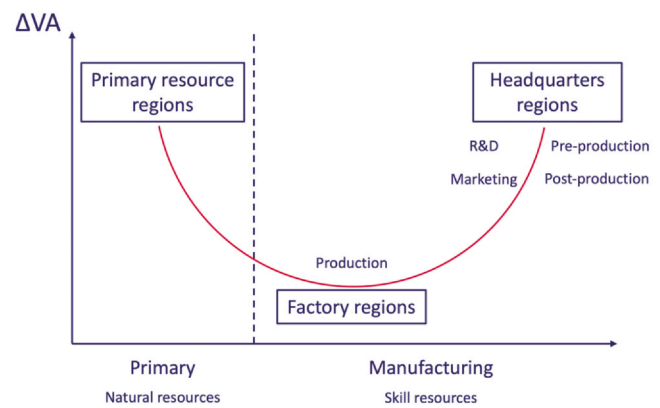 ΔVA
Primary resource
regions
Headquarters
regions
R&D
Pre-production
Marketing
Post-production
Production
Factory regions
Primary
Manufacturing
Natural resources
Skill resources